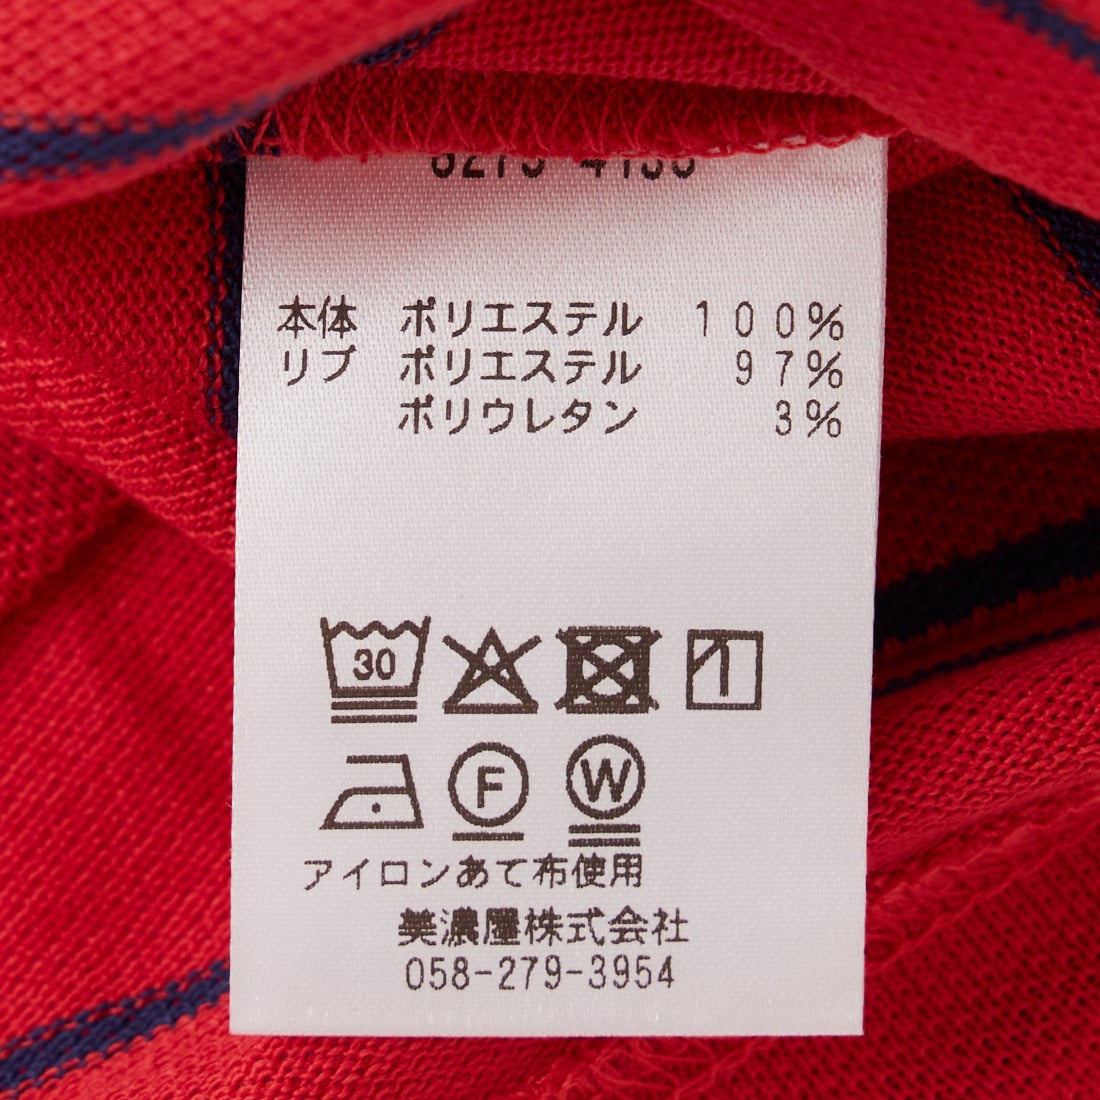 本体 ポリエステル 100%
リブ ポリエステル 97%
ポリウレタン 3%
30
F W
アイロンあて布使用
美濃屋株式会社
058-279-3954